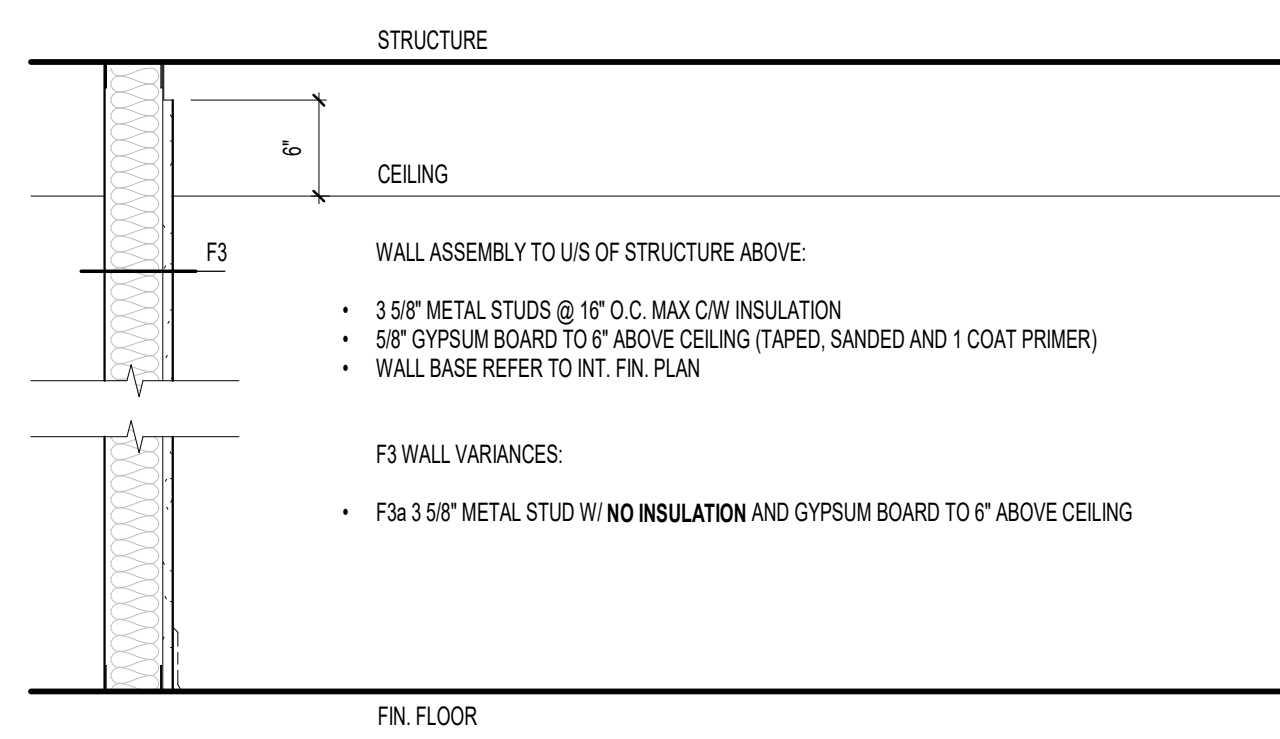 STRUCTURE
6"
CEILING
F3
WALL ASSEMBLY TO U/S OF STRUCTURE ABOVE:
• 3 5/8" METAL STUDS @ 16" O.C. MAX C/W INSULATION
• 5/8" GYPSUM BOARD TO 6" ABOVE CEILING (TAPED, SANDED AND 1 COAT PRIMER)
• WALL BASE REFER TO INT. FIN. PLAN
F3 WALL VARIANCES:
• F3a 3 5/8" METAL STUD W/ NO INSULATION AND GYPSUM BOARD TO 6" ABOVE CEILING
FIN. FLOOR